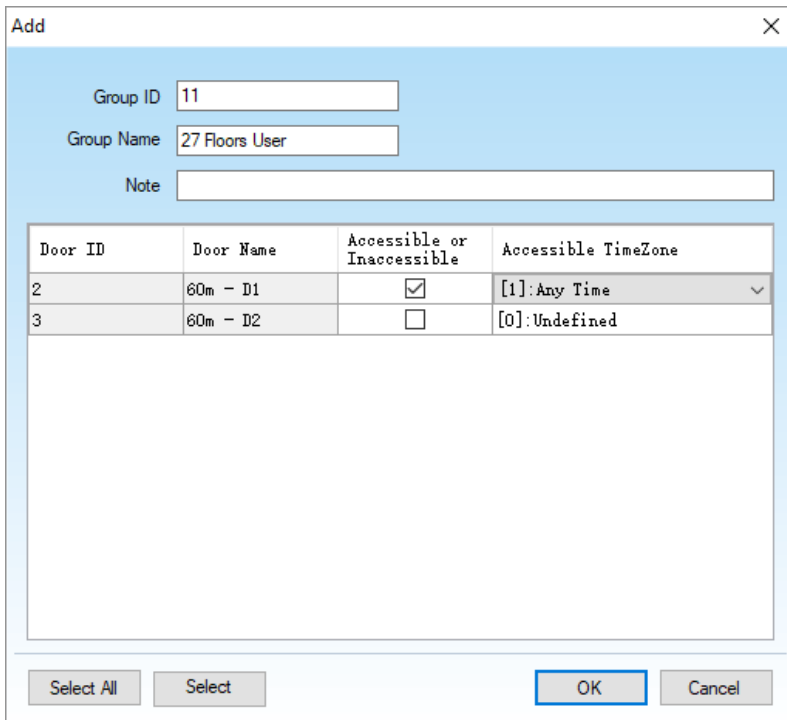 Add
Group ID 11
Group Name 27 Floors User
Note
Door ID Door Name Accessible or Inaccessible Accessible TimeZone
2 60m - D1 [1]:Any Time
3 60m - D2 [0]:Undefined
Select All Select OK Cancel